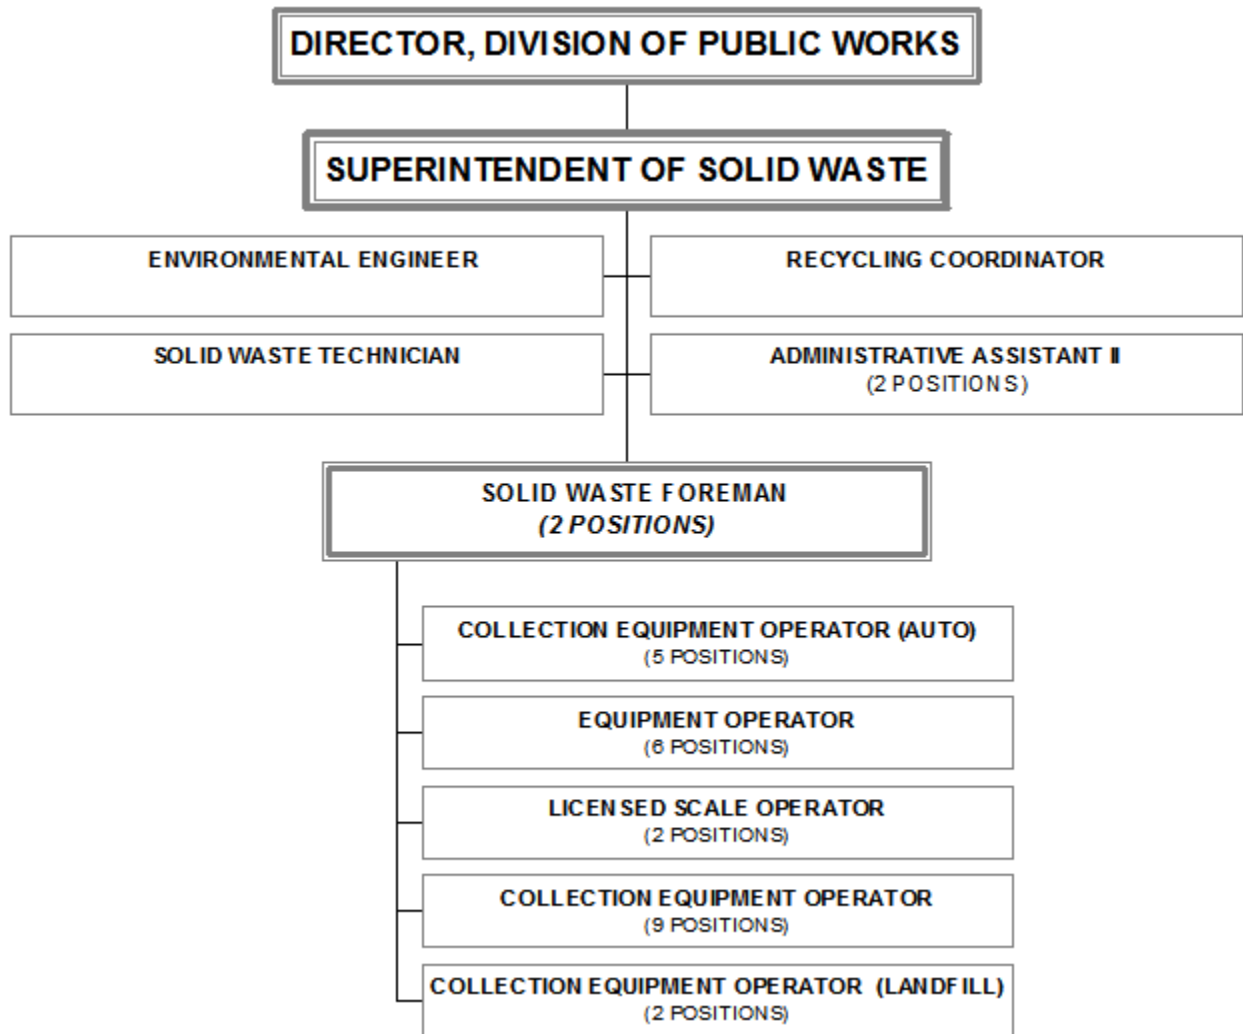 DIRECTOR, DIVISION OF PUBLIC WORKS
SUPERINTENDENT OF SOLID WASTE
ENVIRONMENTAL ENGINEER
RECYCLING COORDINATOR
SOLID WASTE TECHNICIAN
ADMINISTRATIVE ASSISTANT II
(2 POSITIONS)
SOLID WASTE FOREMAN
(2 POSITIONS)
COLLECTION EQUIPMENT OPERATOR (AUTO)
(5 POSITIONS)
EQUIPMENT OPERATOR
(6 POSITIONS)
LICENSED SCALE OPERATOR
(2 POSITIONS)
COLLECTION EQUIPMENT OPERATOR
(9 POSITIONS)
COLLECTION EQUIPMENT OPERATOR (LANDFILL)
(2 POSITIONS)